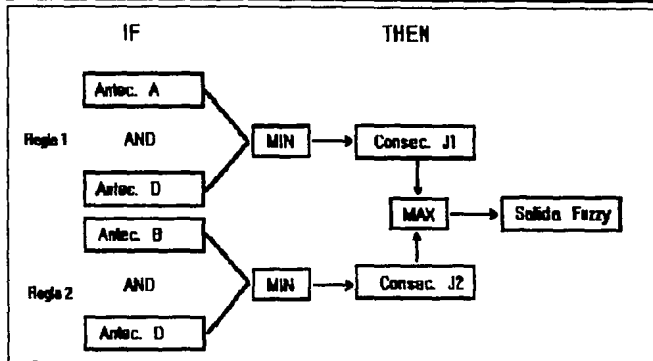 IF THEN
Antec. A
Regla 1 AND MIN Consec. J1
Antec. D
MAX Salida Fuzzy
Antec. B
Regla 2 AND MIN Consec. J2
Antec. D